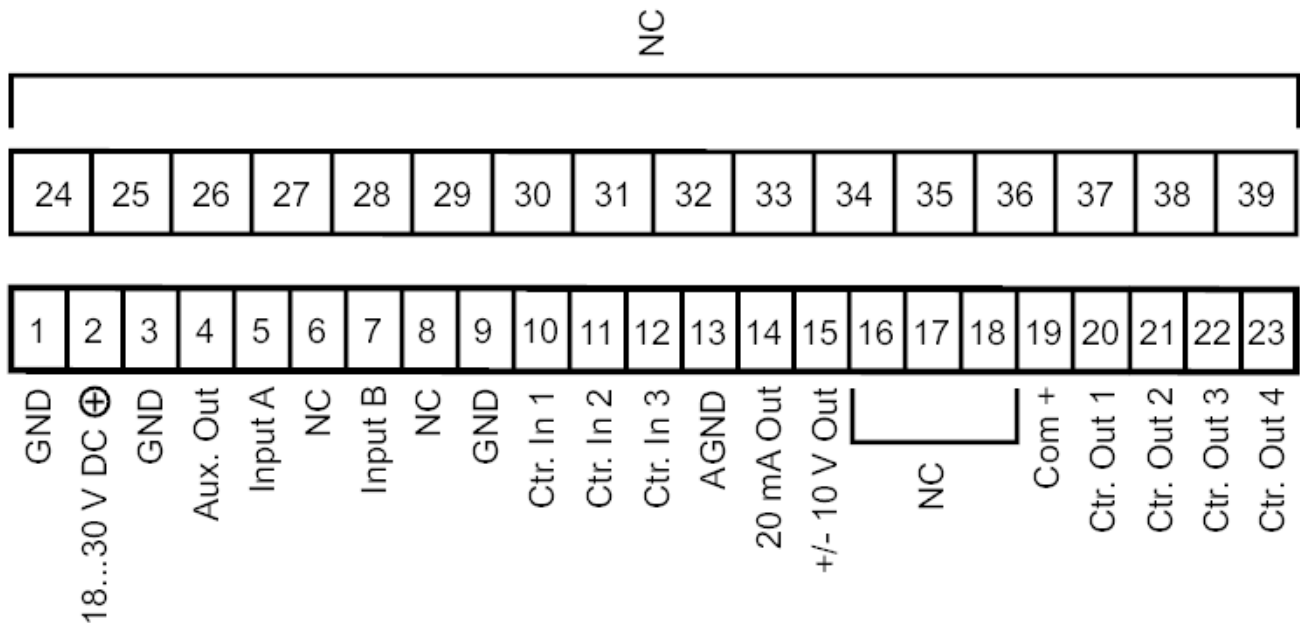 NC
24 25 26 27 28 29 30 31 32 33 34 35 36 37 38 39
1 2 3 4 5 6 7 8 9 10 11 12 13 14 15 16 17 18 19 20 21 22 23
GND
18...30 V DC ⊕
GND
Aux. Out
Input A
NC
Input B
NC
GND
Ctr. In 1
Ctr. In 2
Ctr. In 3
AGND
20 mA Out
+/- 10 V Out
NC
Com +
Ctr. Out 1
Ctr. Out 2
Ctr. Out 3
Ctr. Out 4